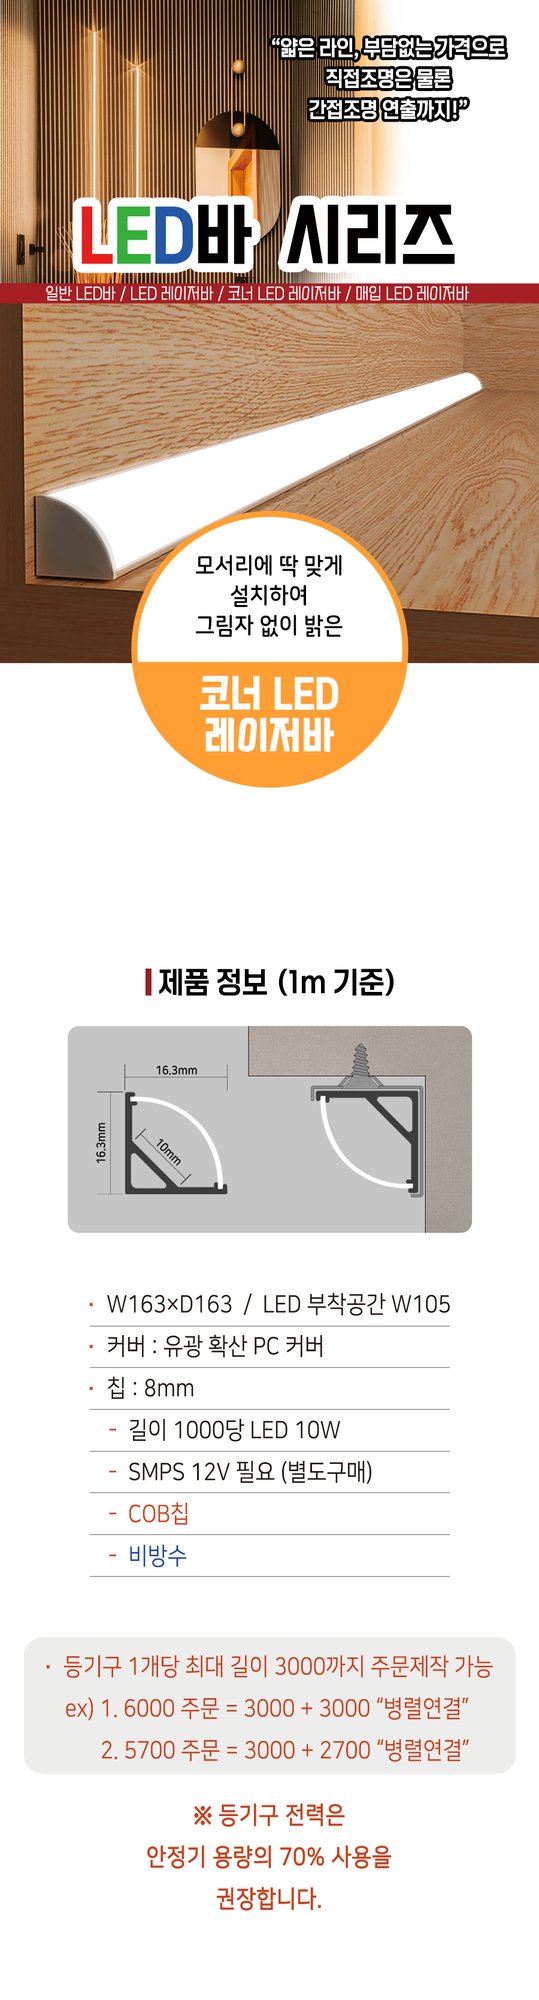 “얇은 라인, 부담없는 가격으로
직접조명은 물론
간접조명 연출까지!”
LED바 시리즈
일반 LED바 / LED 레이저바 / 코너 LED 레이저바 / 매입 LED 레이저바
모서리에 딱 맞게
설치하여
그림자 없이 밝은
코너 LED
레이저바
제품 정보 (1m 기준)
16.3mm
16.3mm
10mm
· W163×D163 / LED 부착공간 W105
· 커버 : 유광 확산 PC 커버
· 칩 : 8mm
- 길이 1000당 LED 10W
- SMPS 12V 필요 (별도구매)
- COB칩
- 비방수
· 등기구 1개당 최대 길이 3000까지 주문제작 가능
ex) 1. 6000 주문 = 3000 + 3000 “병렬연결”
2. 5700 주문 = 3000 + 2700 “병렬연결”
※ 등기구 전력은
안정기 용량의 70% 사용을
권장합니다.